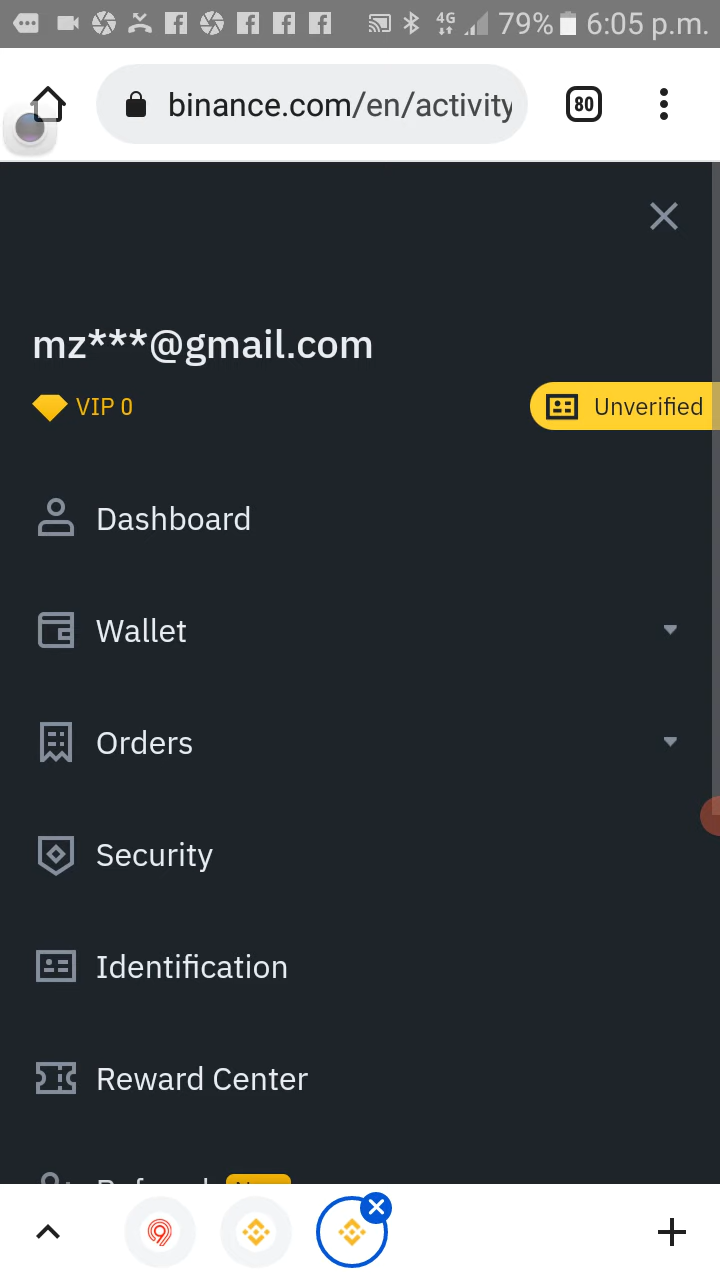 4G 79% 6:05 p.m.
binance.com/en/activity
80
mz***@gmail.com
VIP 0
Unverified
Dashboard
Wallet
Orders
Security
Identification
Reward Center